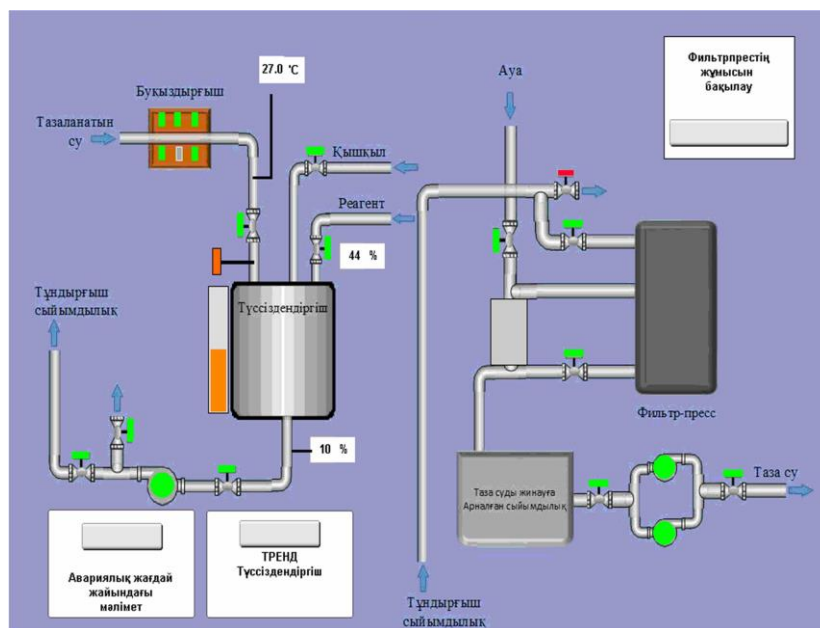 27.0 °С
Буқыздырғыш
Тазаланатын
су
Қышқыл
Реагент
44 %
Ауа
Фильтрпрестің
жұмысын
бақылау
Тұндырғыш
сыйымдылық
Түссіздендіргіш
10 %
Фильтр-пресс
Таза суды жинауға
Арналған сыйымдылық
Таза су
Авариялық жағдай
жайындағы
мәлімет
ТРЕНД
Түссіздендіргіш
Тұндырғыш
сыйымдылық